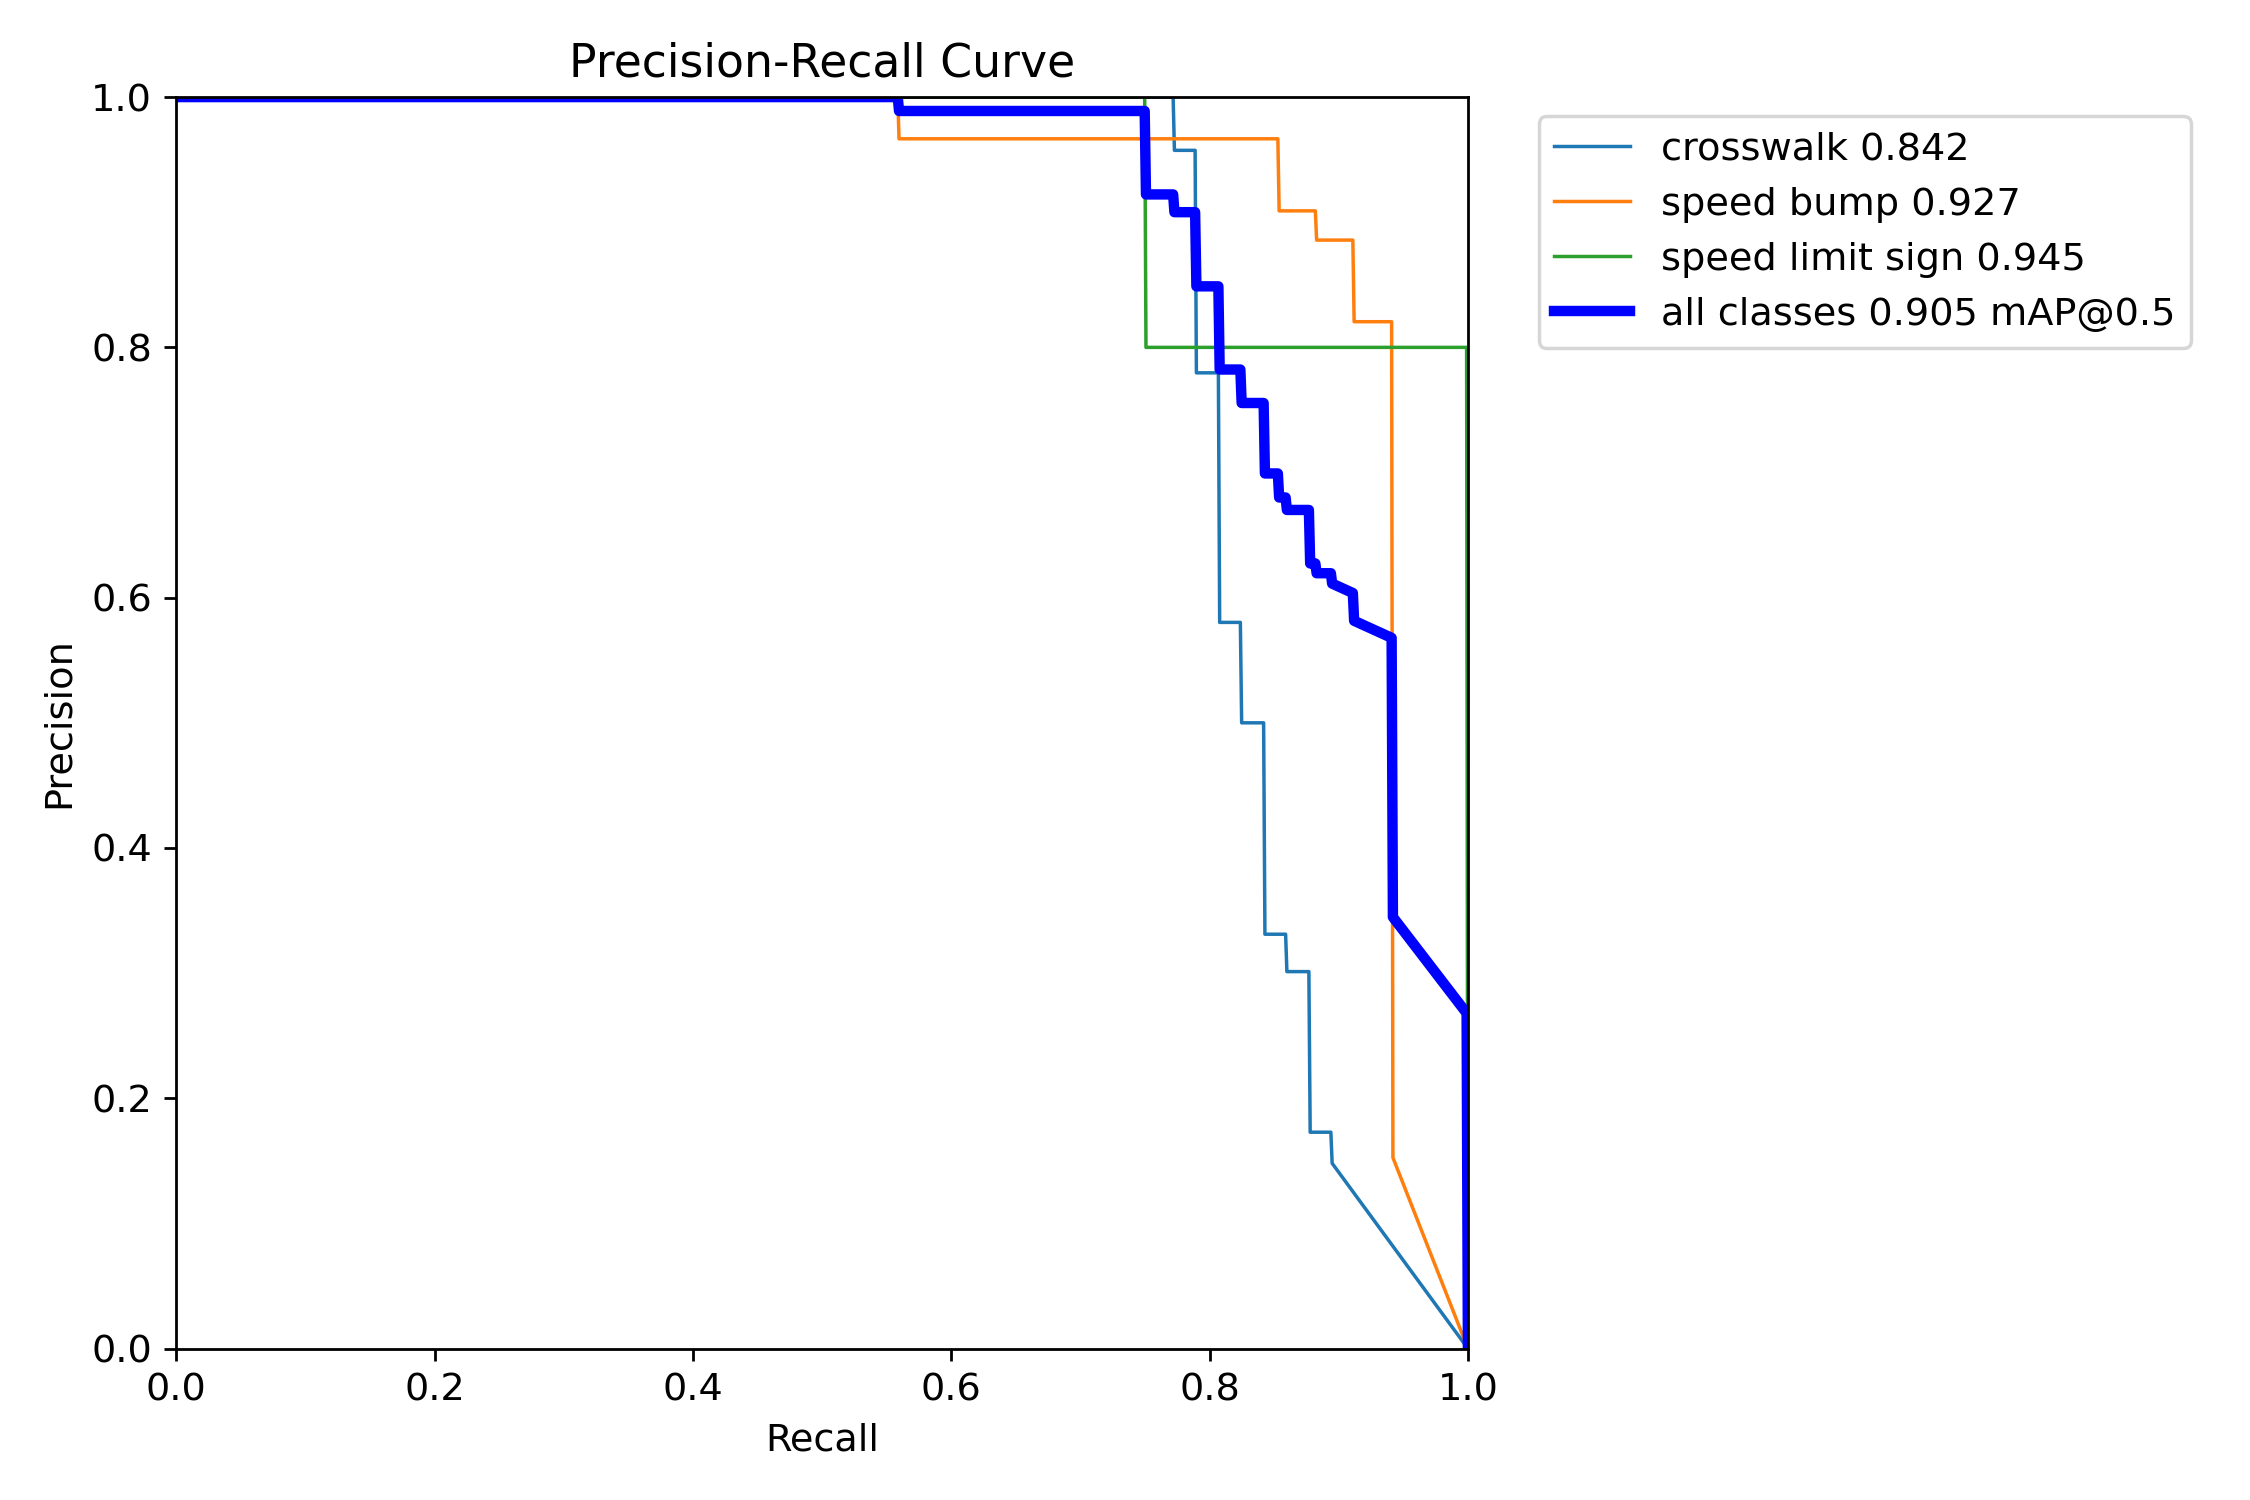 Precision-Recall Curve
1.0
0.8
0.6
0.4
0.2
0.0
Precision
0.0 0.2 0.4 0.6 0.8 1.0
Recall
crosswalk 0.842
speed bump 0.927
speed limit sign 0.945
all classes 0.905 mAP@0.5